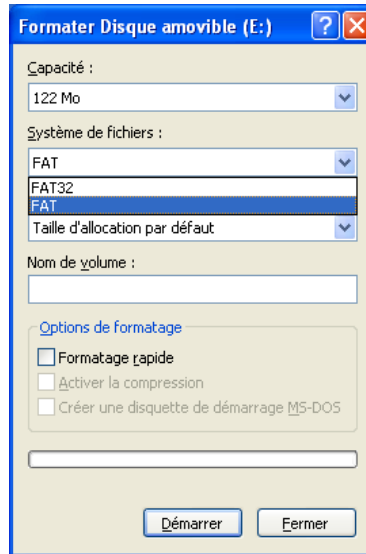 Formater Disque amovible (E:)
Capacité :
122 Mo
Système de fichiers :
FAT
FAT32
FAT
Taille d'allocation par défaut
Nom de volume :
Options de formatage
Formatage rapide
Activer la compression
Créer une disquette de démarrage MS-DOS
Démarrer Fermer